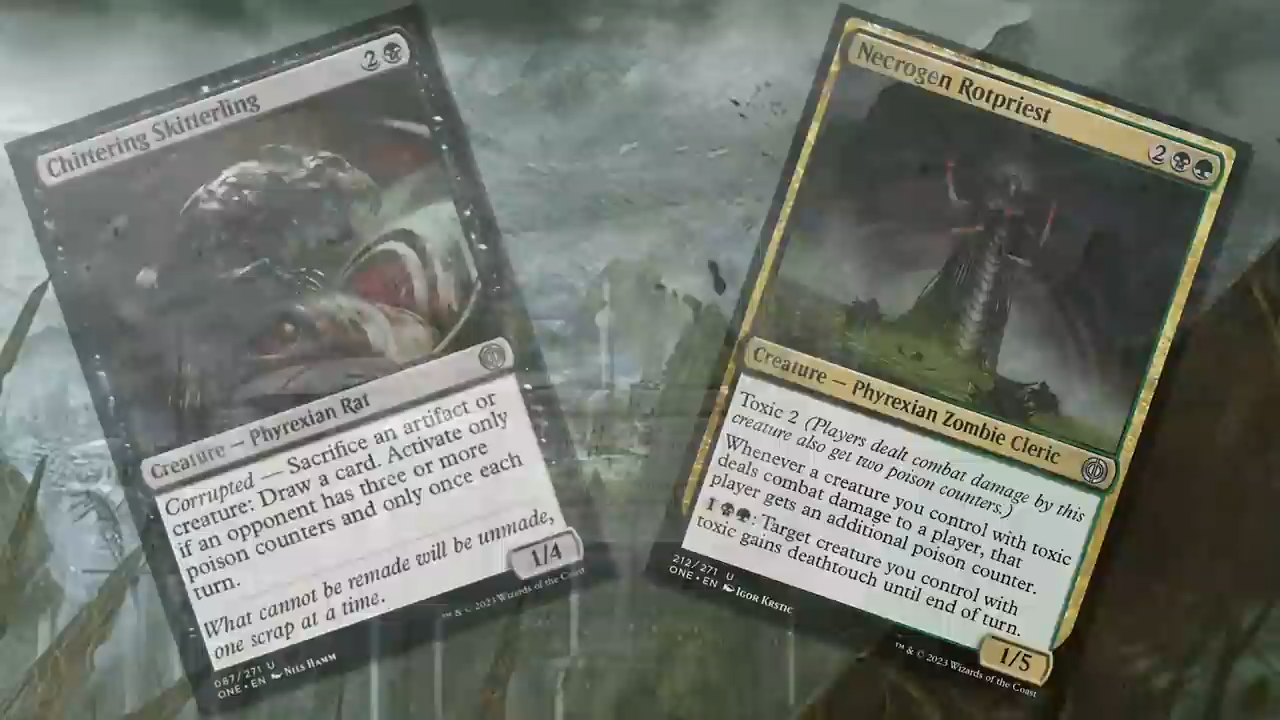 Chittering Skitterling
2
Creature — Phyrexian Rat
Corrupted — Sacrifice an artifact or
creature: Draw a card. Activate only
if an opponent has three or more
poison counters and only once each
turn.
What cannot be remade will be unmade,
one scrap at a time.
1/4
087/271 U
ONE • EN Nils Hamm
™ & © 2023 Wizards of the Coast
Necrogen Rotpriest
2
Creature — Phyrexian Zombie Cleric
Toxic 2 (Players dealt combat damage by this
creature also get two poison counters.)
Whenever a creature you control with toxic
deals combat damage to a player, that
player gets an additional poison counter.
1 : Target creature you control with
toxic gains deathtouch until end of turn.
1/5
212/271 U
ONE • EN Igor Krstic
™ & © 2023 Wizards of the Coast